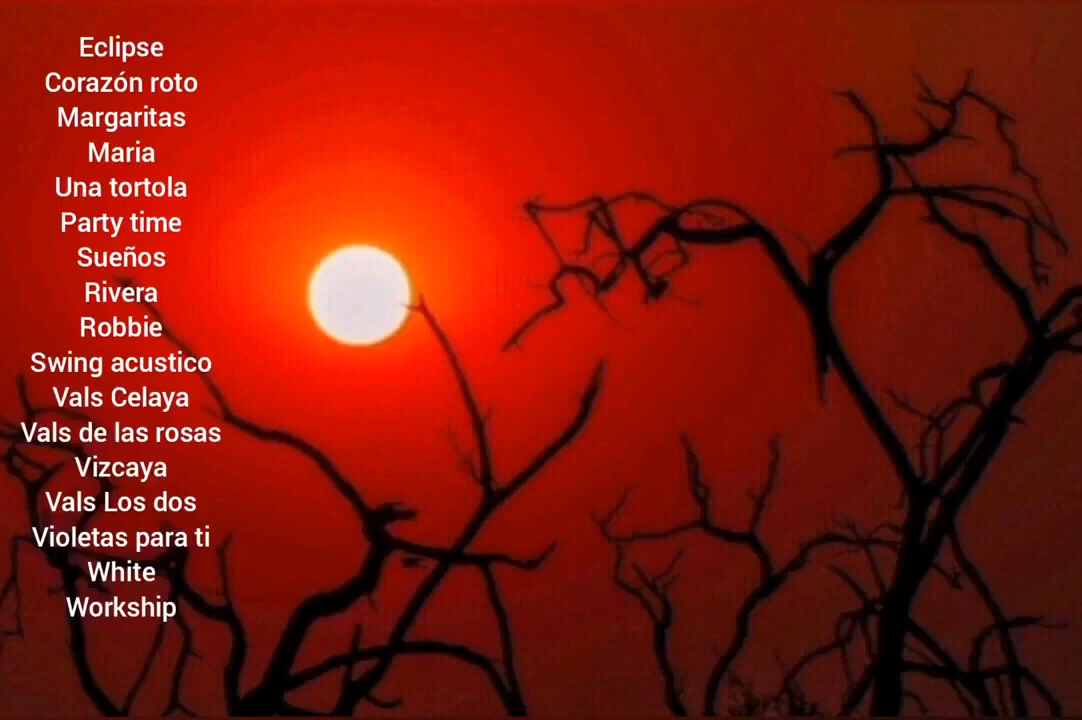 Eclipse
Corazón roto
Margaritas
Maria
Una tortola
Party time
Sueños
Rivera
Robbie
Swing acustico
Vals Celaya
Vals de las rosas
Vizcaya
Vals Los dos
Violetas para ti
White
Workship